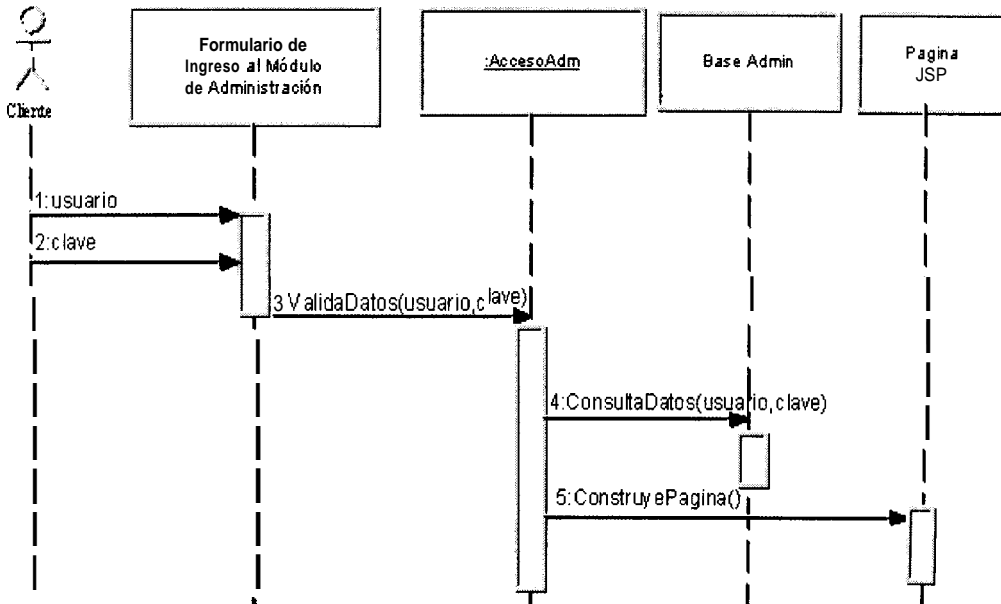 Cliente
Formulario de
Ingreso al Módulo
de Administración
:AccesoAdm
Base Admin
Pagina
JSP
1:usuario
2:clave
3 ValidaDatos(usuario,clave)
4:ConsultaDatos(usuario,clave)
5:ConstruyePagina()